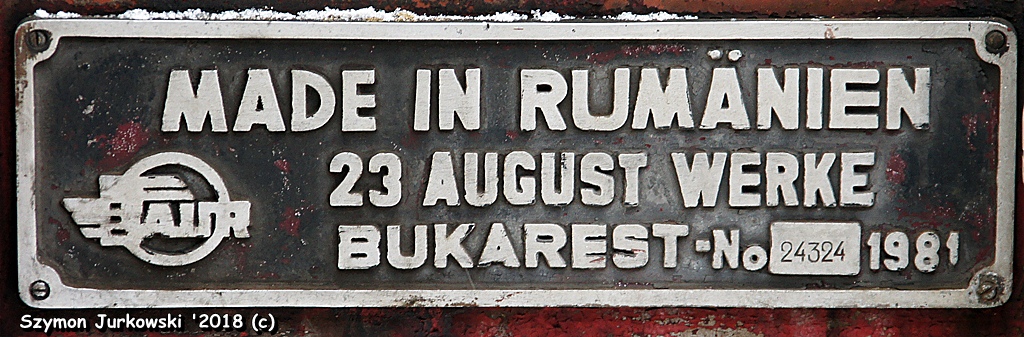 MADE IN RUMÄNIEN
23 AUGUST WERKE
BUKAREST-No 24324 1981
Szymon Jurkowski '2018 (c)